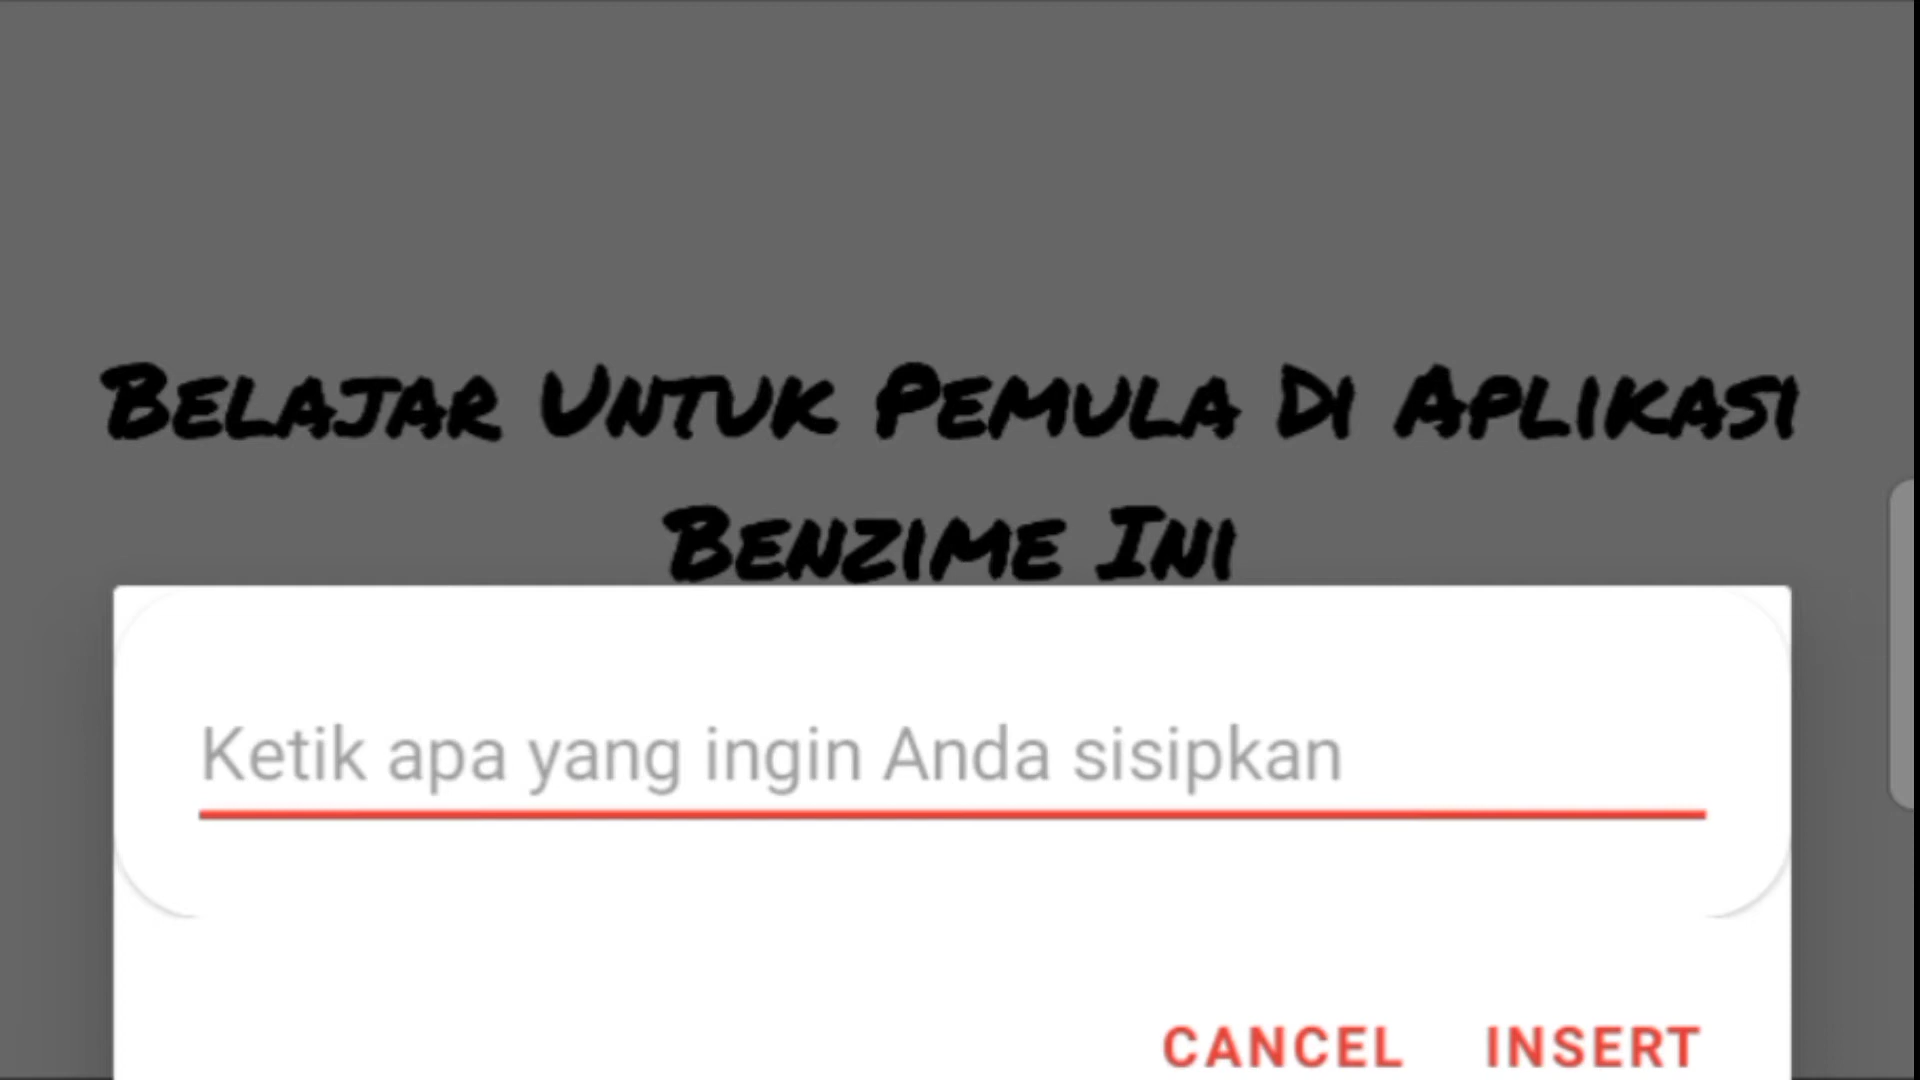 Belajar Untuk Pemula Di Aplikasi
Benzime Ini
Ketik apa yang ingin Anda sisipkan
CANCEL INSERT